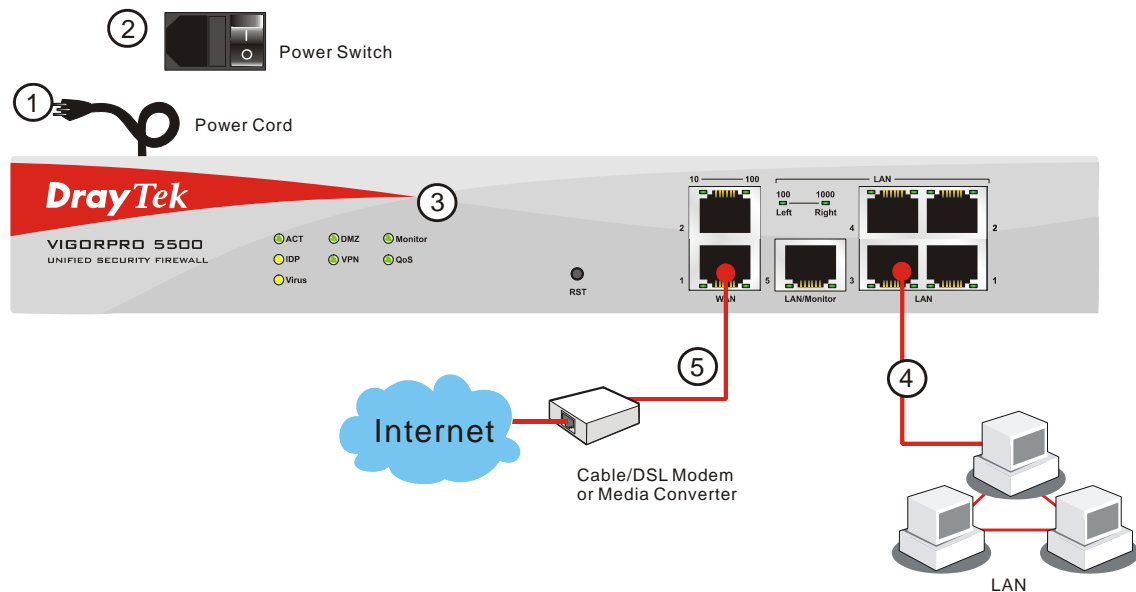 2
Power Switch
1
Power Cord
DrayTek
3
VIGORPRO 5500
UNIFIED SECURITY FIREWALL
ACT DMZ Monitor
IDP VPN QoS
Virus
RST
10 100
2
1
WAN
LAN
100 1000
Left Right
5
LAN/Monitor
4 2
3 1
LAN
5
4
Internet
Cable/DSL Modem
or Media Converter
LAN